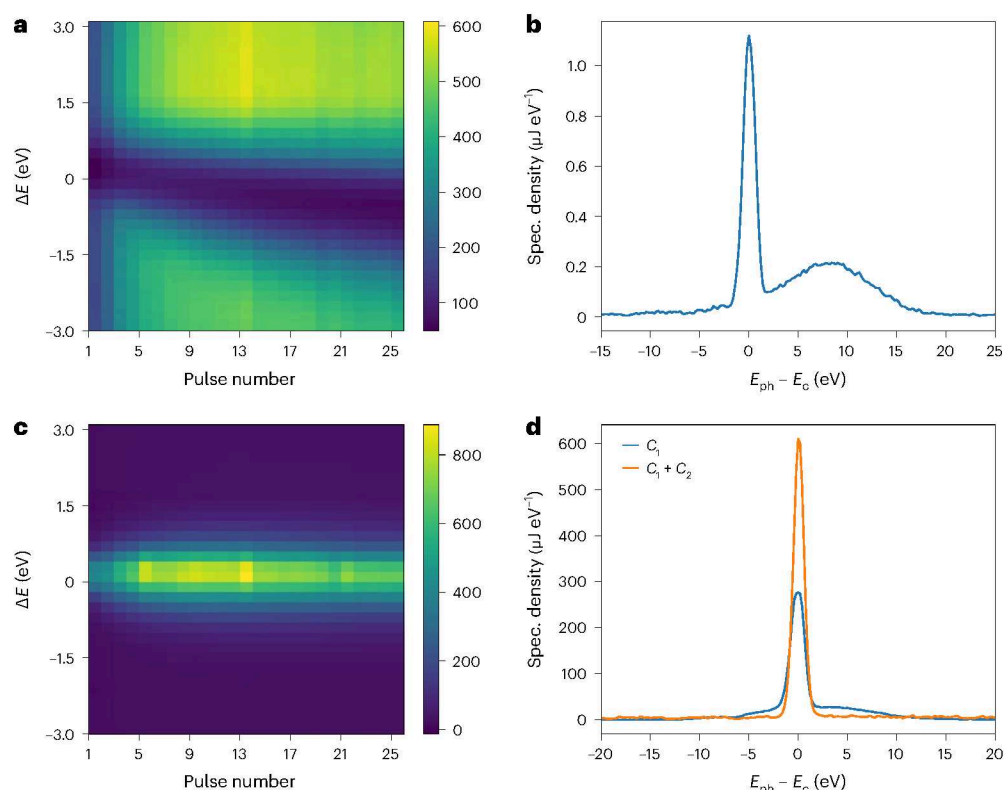 a
ΔE (eV)
3.0
1.5
0
–1.5
–3.0
1 5 9 13 17 21 25
Pulse number
600
500
400
300
200
100
b
Spec. density (µJ eV⁻¹)
1.0
0.8
0.6
0.4
0.2
0
–15 –10 –5 0 5 10 15 20 25
Eph – Ec (eV)
c
ΔE (eV)
3.0
1.5
0
–1.5
–3.0
1 5 9 13 17 21 25
Pulse number
800
600
400
200
0
d
Spec. density (µJ eV⁻¹)
600
500
400
300
200
100
0
C₁
C₁ + C₂
–20 –15 –10 –5 0 5 10 15 20
Eph – Ec (eV)